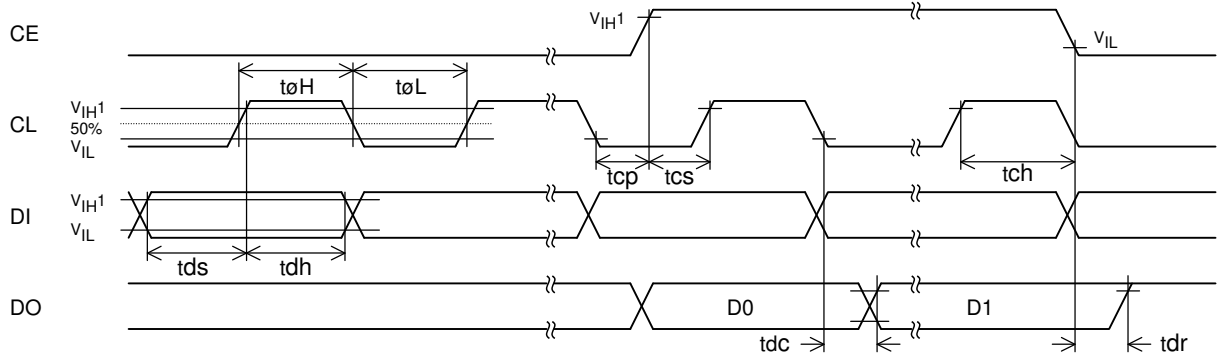 CE
V_IH1
V_IL
tøH
tøL
CL
V_IH1
50%
V_IL
tcp
tcs
tch
DI
V_IH1
V_IL
tds
tdh
DO
D0
D1
tdc
tdr